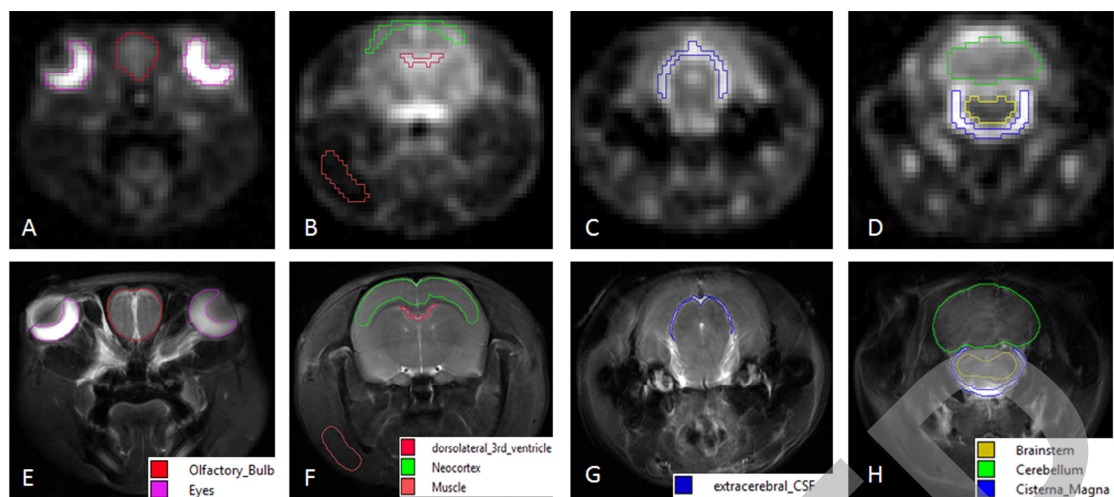 A
B
C
D
E
Olfactory_Bulb
Eyes
F
dorsolateral_3rd_ventricle
Neocortex
Muscle
G
extracerebral_CSF
H
Brainstem
Cerebellum
Cisterna_Magna